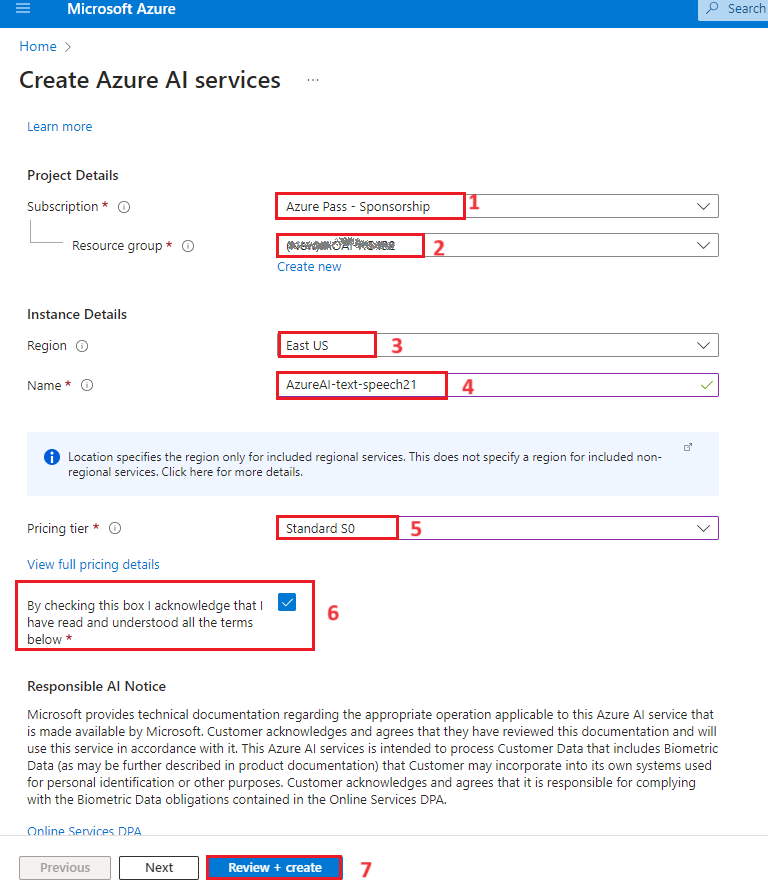 Microsoft Azure
Search
Home >
Create Azure AI services ...
Learn more
Project Details
Subscription * Azure Pass - Sponsorship 1
Resource group * 2
Create new
Instance Details
Region East US 3
Name * AzureAI-text-speech21 4
Location specifies the region only for included regional services. This does not specify a region for included non-
regional services. Click here for more details.
Pricing tier * Standard S0 5
View full pricing details
By checking this box I acknowledge that I
have read and understood all the terms
below *
6
Responsible AI Notice
Microsoft provides technical documentation regarding the appropriate operation applicable to this Azure AI service that
is made available by Microsoft. Customer acknowledges and agrees that they have reviewed this documentation and will
use this service in accordance with it. This Azure AI services is intended to process Customer Data that includes Biometric
Data (as may be further described in product documentation) that Customer may incorporate into its own systems used
for personal identification or other purposes. Customer acknowledges and agrees that it is responsible for complying
with the Biometric Data obligations contained in the Online Services DPA.
Online Services DPA
Previous Next Review + create 7